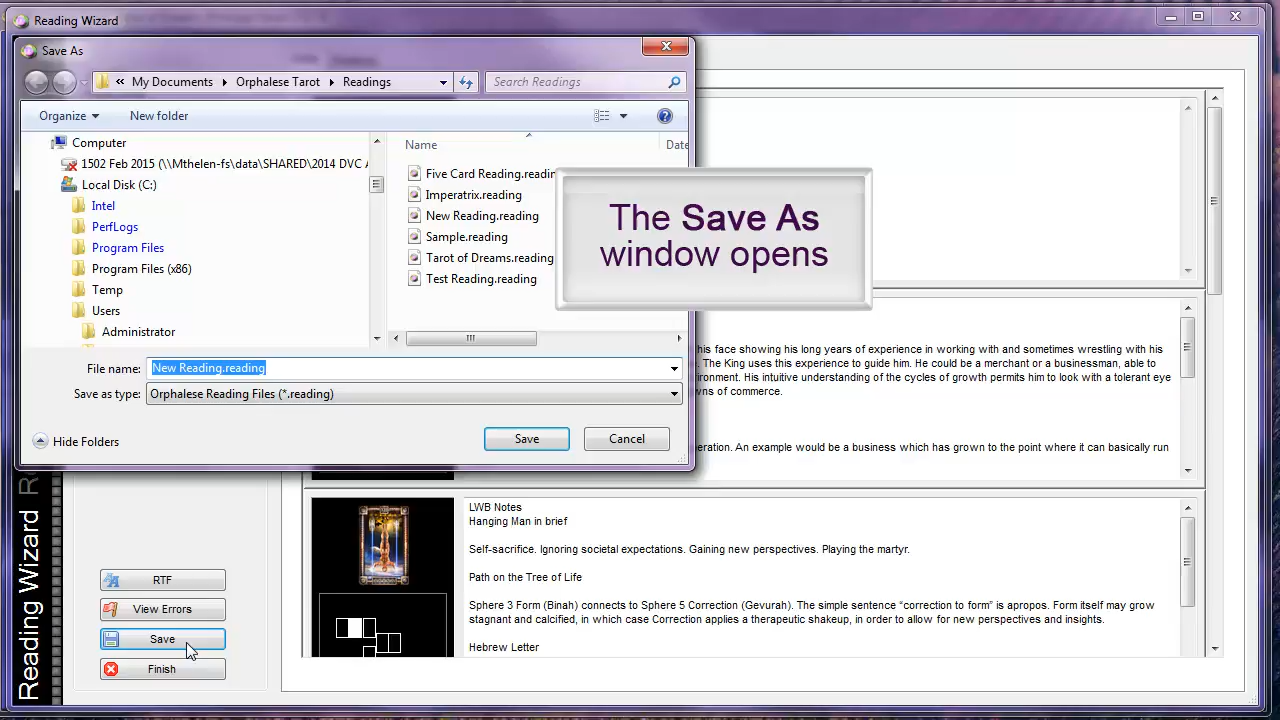 Reading Wizard
Save As
« My Documents Orphalese Tarot Readings
Search Readings
Organize
New folder
Computer
1502 Feb 2015 (\\Mthelen-fs\data\SHARED\2014 DVC
Local Disk (C:)
Intel
PerfLogs
Program Files
Program Files (x86)
Temp
Users
Administrator
Name
Date
Five Card Reading.readin
Imperatrix.reading
New Reading.reading
Sample.reading
Tarot of Dreams.reading
Test Reading.reading
The Save As
window opens
File name: New Reading.reading
Save as type: Orphalese Reading Files (*.reading)
Hide Folders
Save
Cancel
his face showing his long years of experience in working with and sometimes wrestling with his
The King uses this experience to guide him. He could be a merchant or a businessman, able to
ironment. His intuitive understanding of the cycles of growth permits him to look with a tolerant eye
wns of commerce.
eration. An example would be a business which has grown to the point where it can basically run
LWB Notes
Hanging Man in brief
Self-sacrifice. Ignoring societal expectations. Gaining new perspectives. Playing the martyr.
Path on the Tree of Life
Sphere 3 Form (Binah) connects to Sphere 5 Correction (Gevurah). The simple sentence “correction to form” is apropos. Form itself may grow
stagnant and calcified, in which case Correction applies a therapeutic shakeup, in order to allow for new perspectives and insights.
Hebrew Letter
Reading Wizard Re
RTF
View Errors
Save
Finish